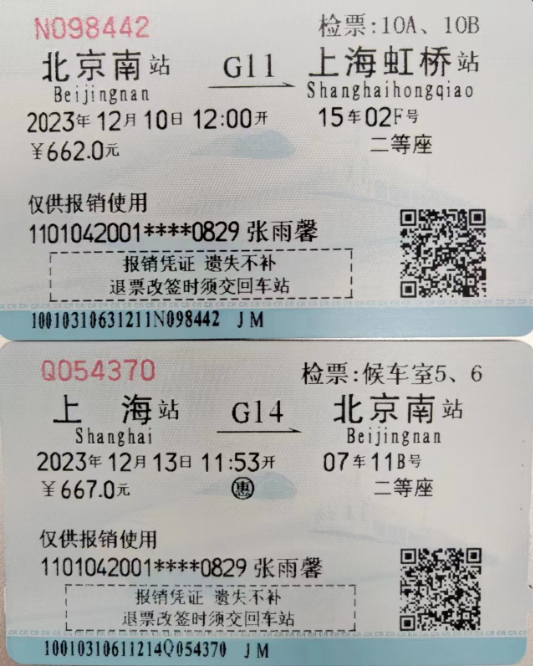 N098442 检票:10A、10B
北京南站 G11 上海虹桥站
Beijingnan Shanghaihongqiao
2023年12月10日12:00开 15车02F号
￥662.0元 二等座
仅供报销使用
1101042001****0829 张雨馨
报销凭证 遗失不补
退票改签时须交回车站
10010310631211N098442 JM
Q054370 检票:候车室5、6
上 海站 G14 北京南站
Shanghai Beijingnan
2023年12月13日11:53开 07车11B号
￥667.0元 惠 二等座
仅供报销使用
1101042001****0829 张雨馨
报销凭证 遗失不补
退票改签时须交回车站
10010310611214Q054370 JM